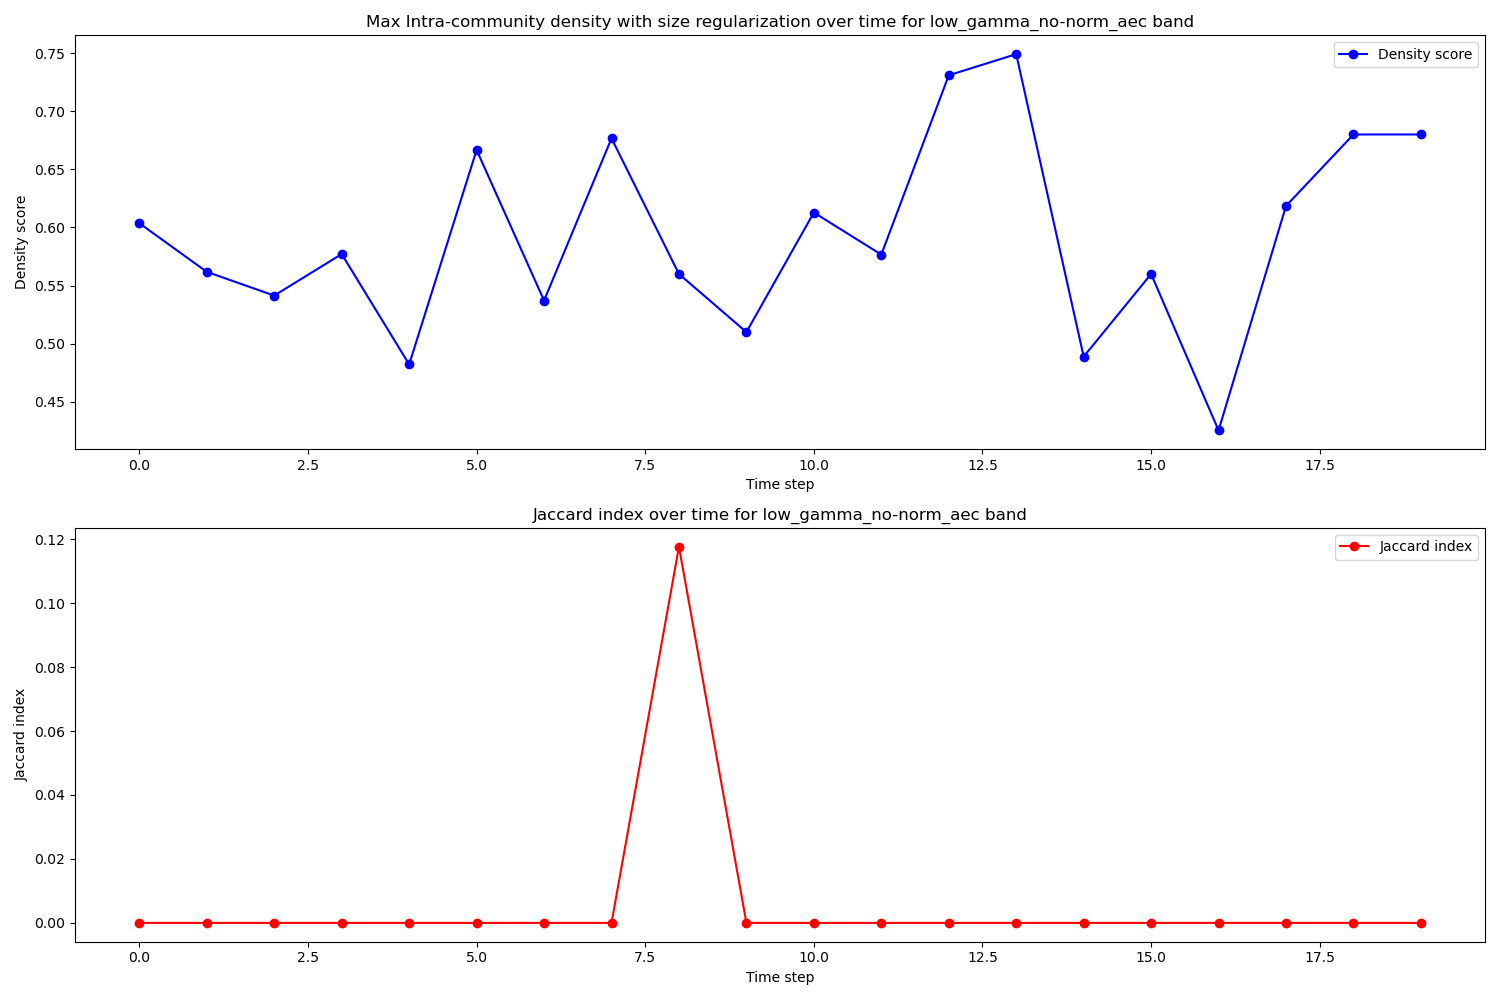 Max Intra-community density with size regularization over time for low_gamma_no-norm_aec band
Density score
0.75
0.70
0.65
0.60
0.55
0.50
0.45
Density score
0.0 2.5 5.0 7.5 10.0 12.5 15.0 17.5
Time step
Jaccard index over time for low_gamma_no-norm_aec band
Jaccard index
0.12
0.10
0.08
0.06
0.04
0.02
0.00
Jaccard index
0.0 2.5 5.0 7.5 10.0 12.5 15.0 17.5
Time step